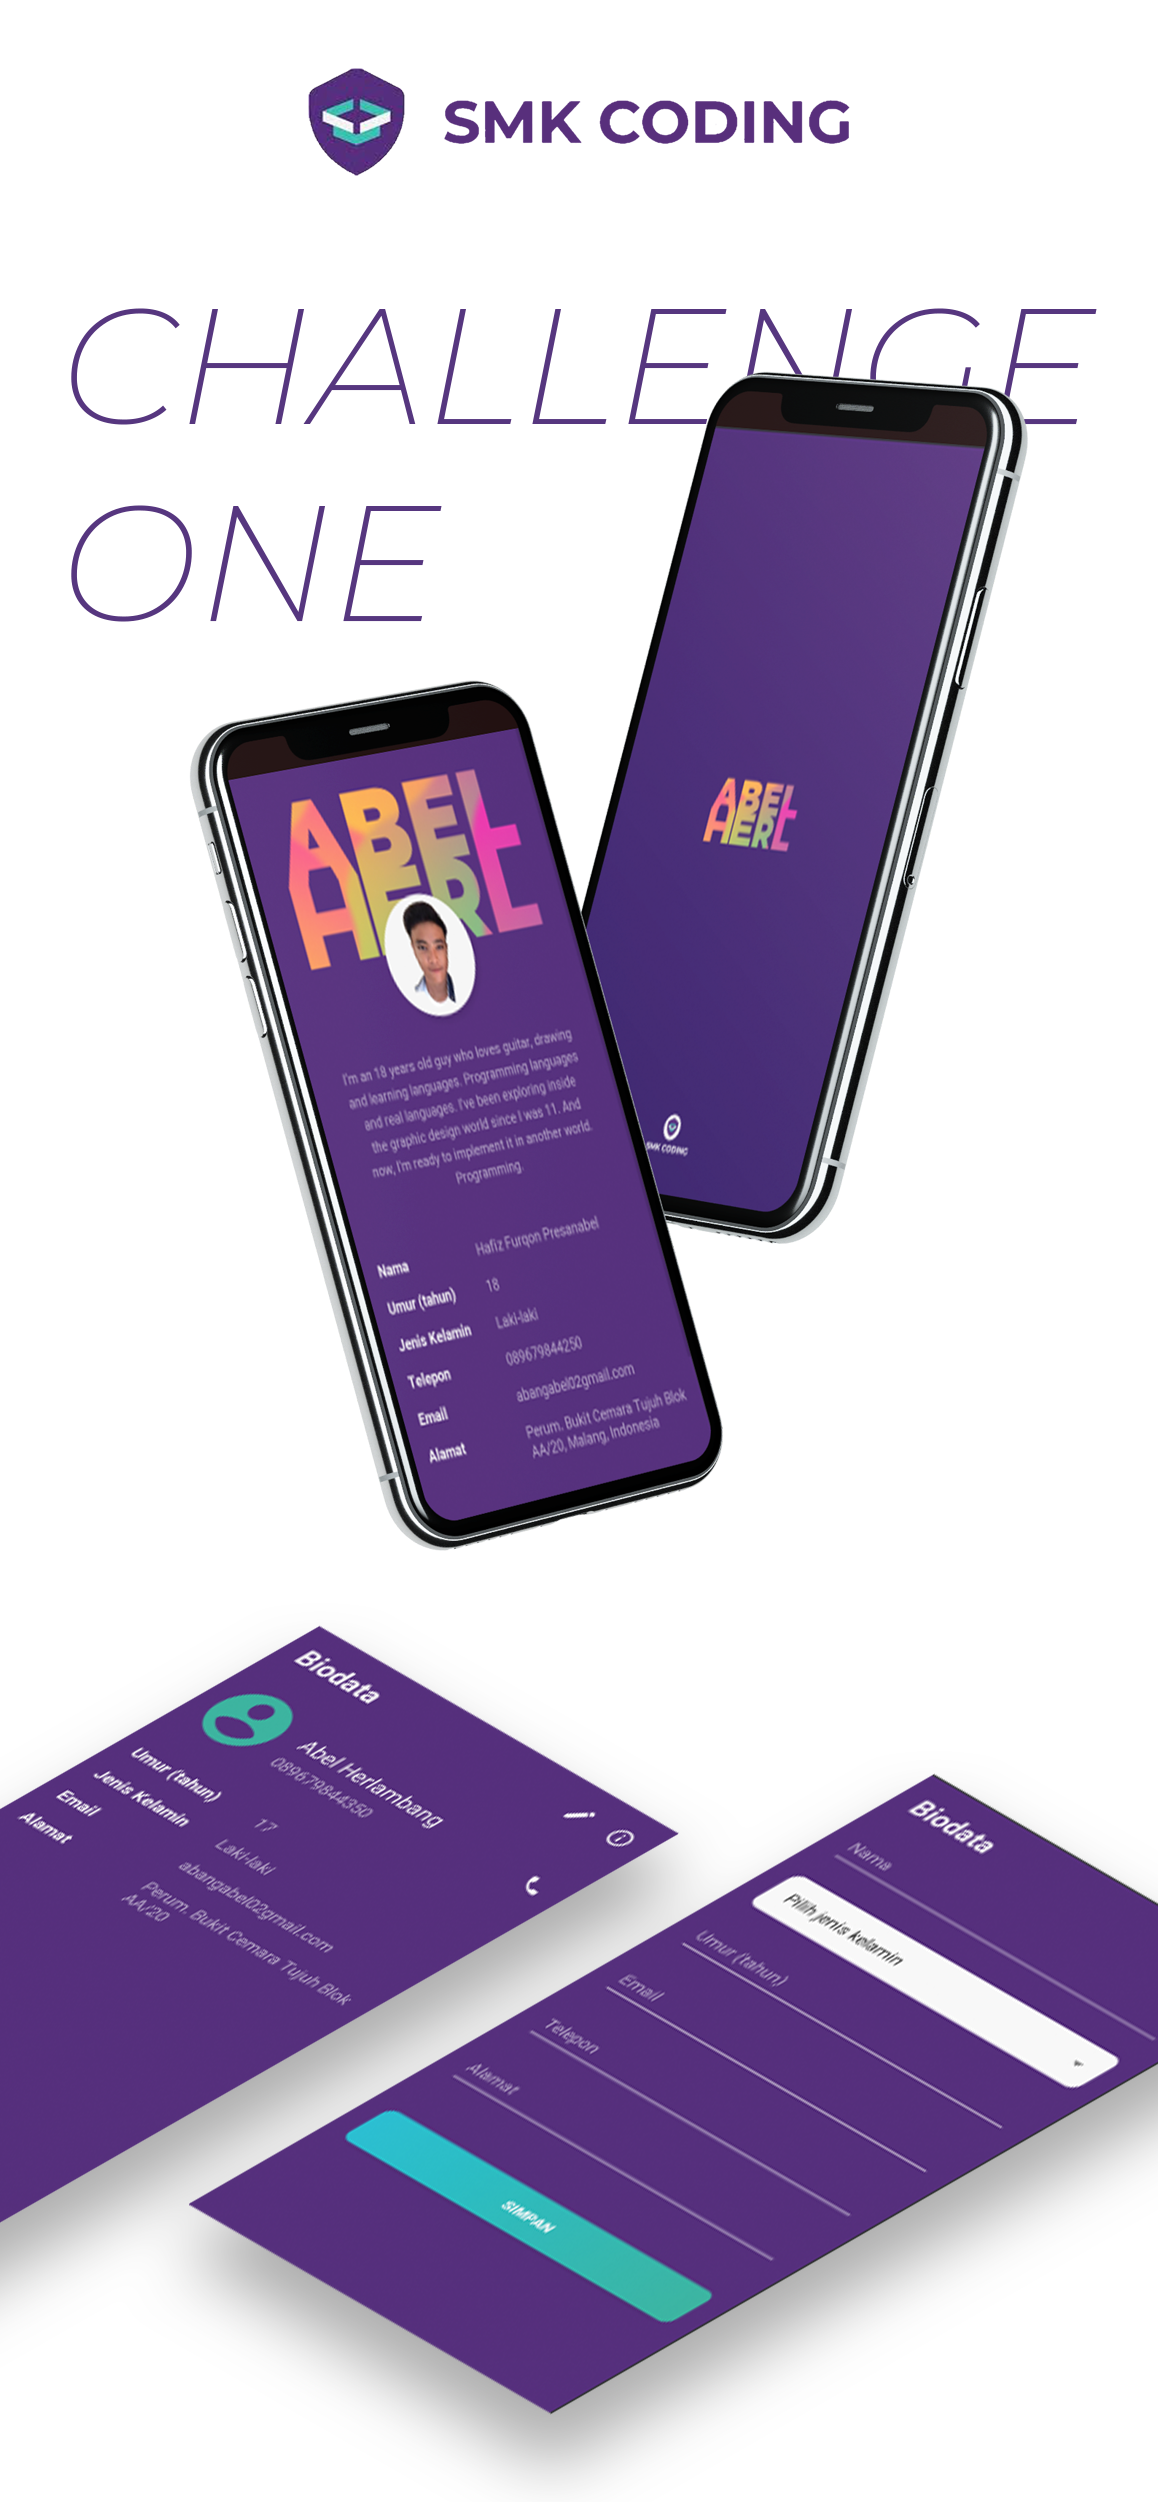 SMK CODING
CHALLENGE
ONE
ABEL
HERL
I'm an 18 years old guy who loves guitar, drawing
and learning languages. Programming languages
and real languages. I've been exploring inside
the graphic design world since I was 11. And
now, I'm ready to implement it in another world.
Programming.
Nama Hafiz Furqon Presanabel
Umur (tahun) 18
Jenis Kelamin Laki-laki
Telepon 089679844250
Email abangabel02gmail.com
Alamat Perum. Bukit Cemara Tujuh Blok
AA/20, Malang, Indonesia
ABEL
HERL
SMK CODING
Biodata
Abel Herlambang
089679844350
Umur (tahun) 17
Jenis Kelamin Laki-laki
Email abangabel02gmail.com
Alamat Perum. Bukit Cemara Tujuh Blok
AA/20
Biodata
Nama
Pilih jenis kelamin
Umur (tahun)
Email
Telepon
Alamat
SIMPAN